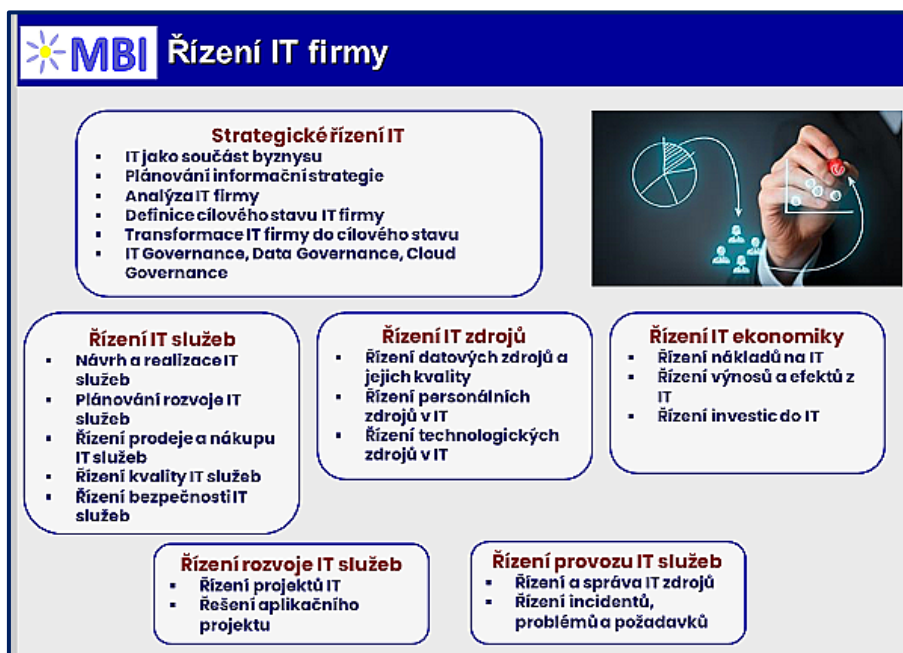 MBI Řízení IT firmy
Strategické řízení IT
▪ IT jako součást byznysu
▪ Plánování informační strategie
▪ Analýza IT firmy
▪ Definice cílového stavu IT firmy
▪ Transformace IT firmy do cílového stavu
▪ IT Governance, Data Governance, Cloud
Governance
Řízení IT služeb
▪ Návrh a realizace IT
služeb
▪ Plánování rozvoje IT
služeb
▪ Řízení prodeje a nákupu
IT služeb
▪ Řízení kvality IT služeb
▪ Řízení bezpečnosti IT
služeb
Řízení IT zdrojů
▪ Řízení datových zdrojů a
jejich kvality
▪ Řízení personálních
zdrojů v IT
▪ Řízení technologických
zdrojů v IT
Řízení IT ekonomiky
▪ Řízení nákladů na IT
▪ Řízení výnosů a efektů z
IT
▪ Řízení investic do IT
Řízení rozvoje IT služeb
▪ Řízení projektů IT
▪ Řešení aplikačního
projektu
Řízení provozu IT služeb
▪ Řízení a správa IT zdrojů
▪ Řízení incidentů,
problémů a požadavků